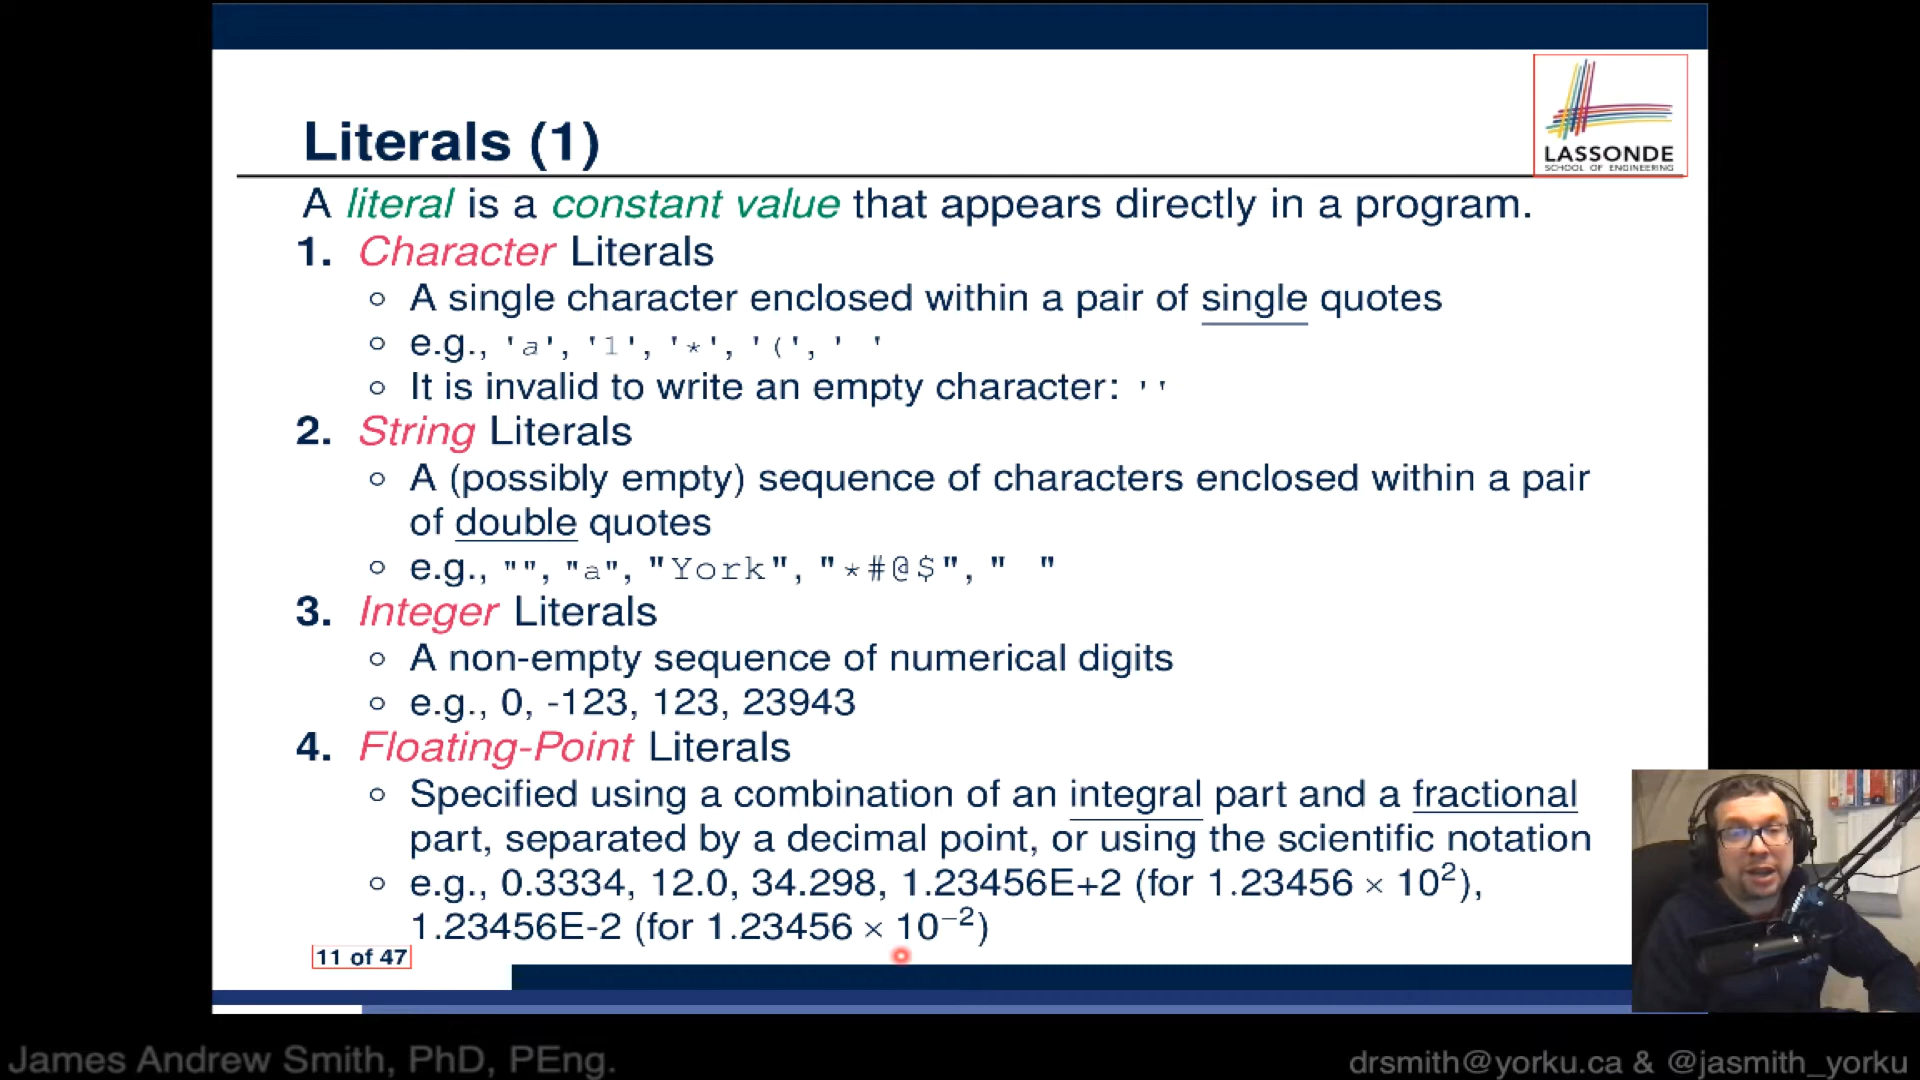 LASSONDE
SCHOOL OF ENGINEERING
Literals (1)
A literal is a constant value that appears directly in a program.
1. Character Literals
○ A single character enclosed within a pair of single quotes
○ e.g., 'a', '1', '*', '(', ' '
○ It is invalid to write an empty character: ''
2. String Literals
○ A (possibly empty) sequence of characters enclosed within a pair
of double quotes
○ e.g., "", "a", "York", "*#@$", " "
3. Integer Literals
○ A non-empty sequence of numerical digits
○ e.g., 0, -123, 123, 23943
4. Floating-Point Literals
○ Specified using a combination of an integral part and a fractional
part, separated by a decimal point, or using the scientific notation
○ e.g., 0.3334, 12.0, 34.298, 1.23456E+2 (for 1.23456 × 10²),
1.23456E-2 (for 1.23456 × 10⁻²)
11 of 47
James Andrew Smith, PhD, PEng.
drsmith@yorku.ca & @jasmith_yorku